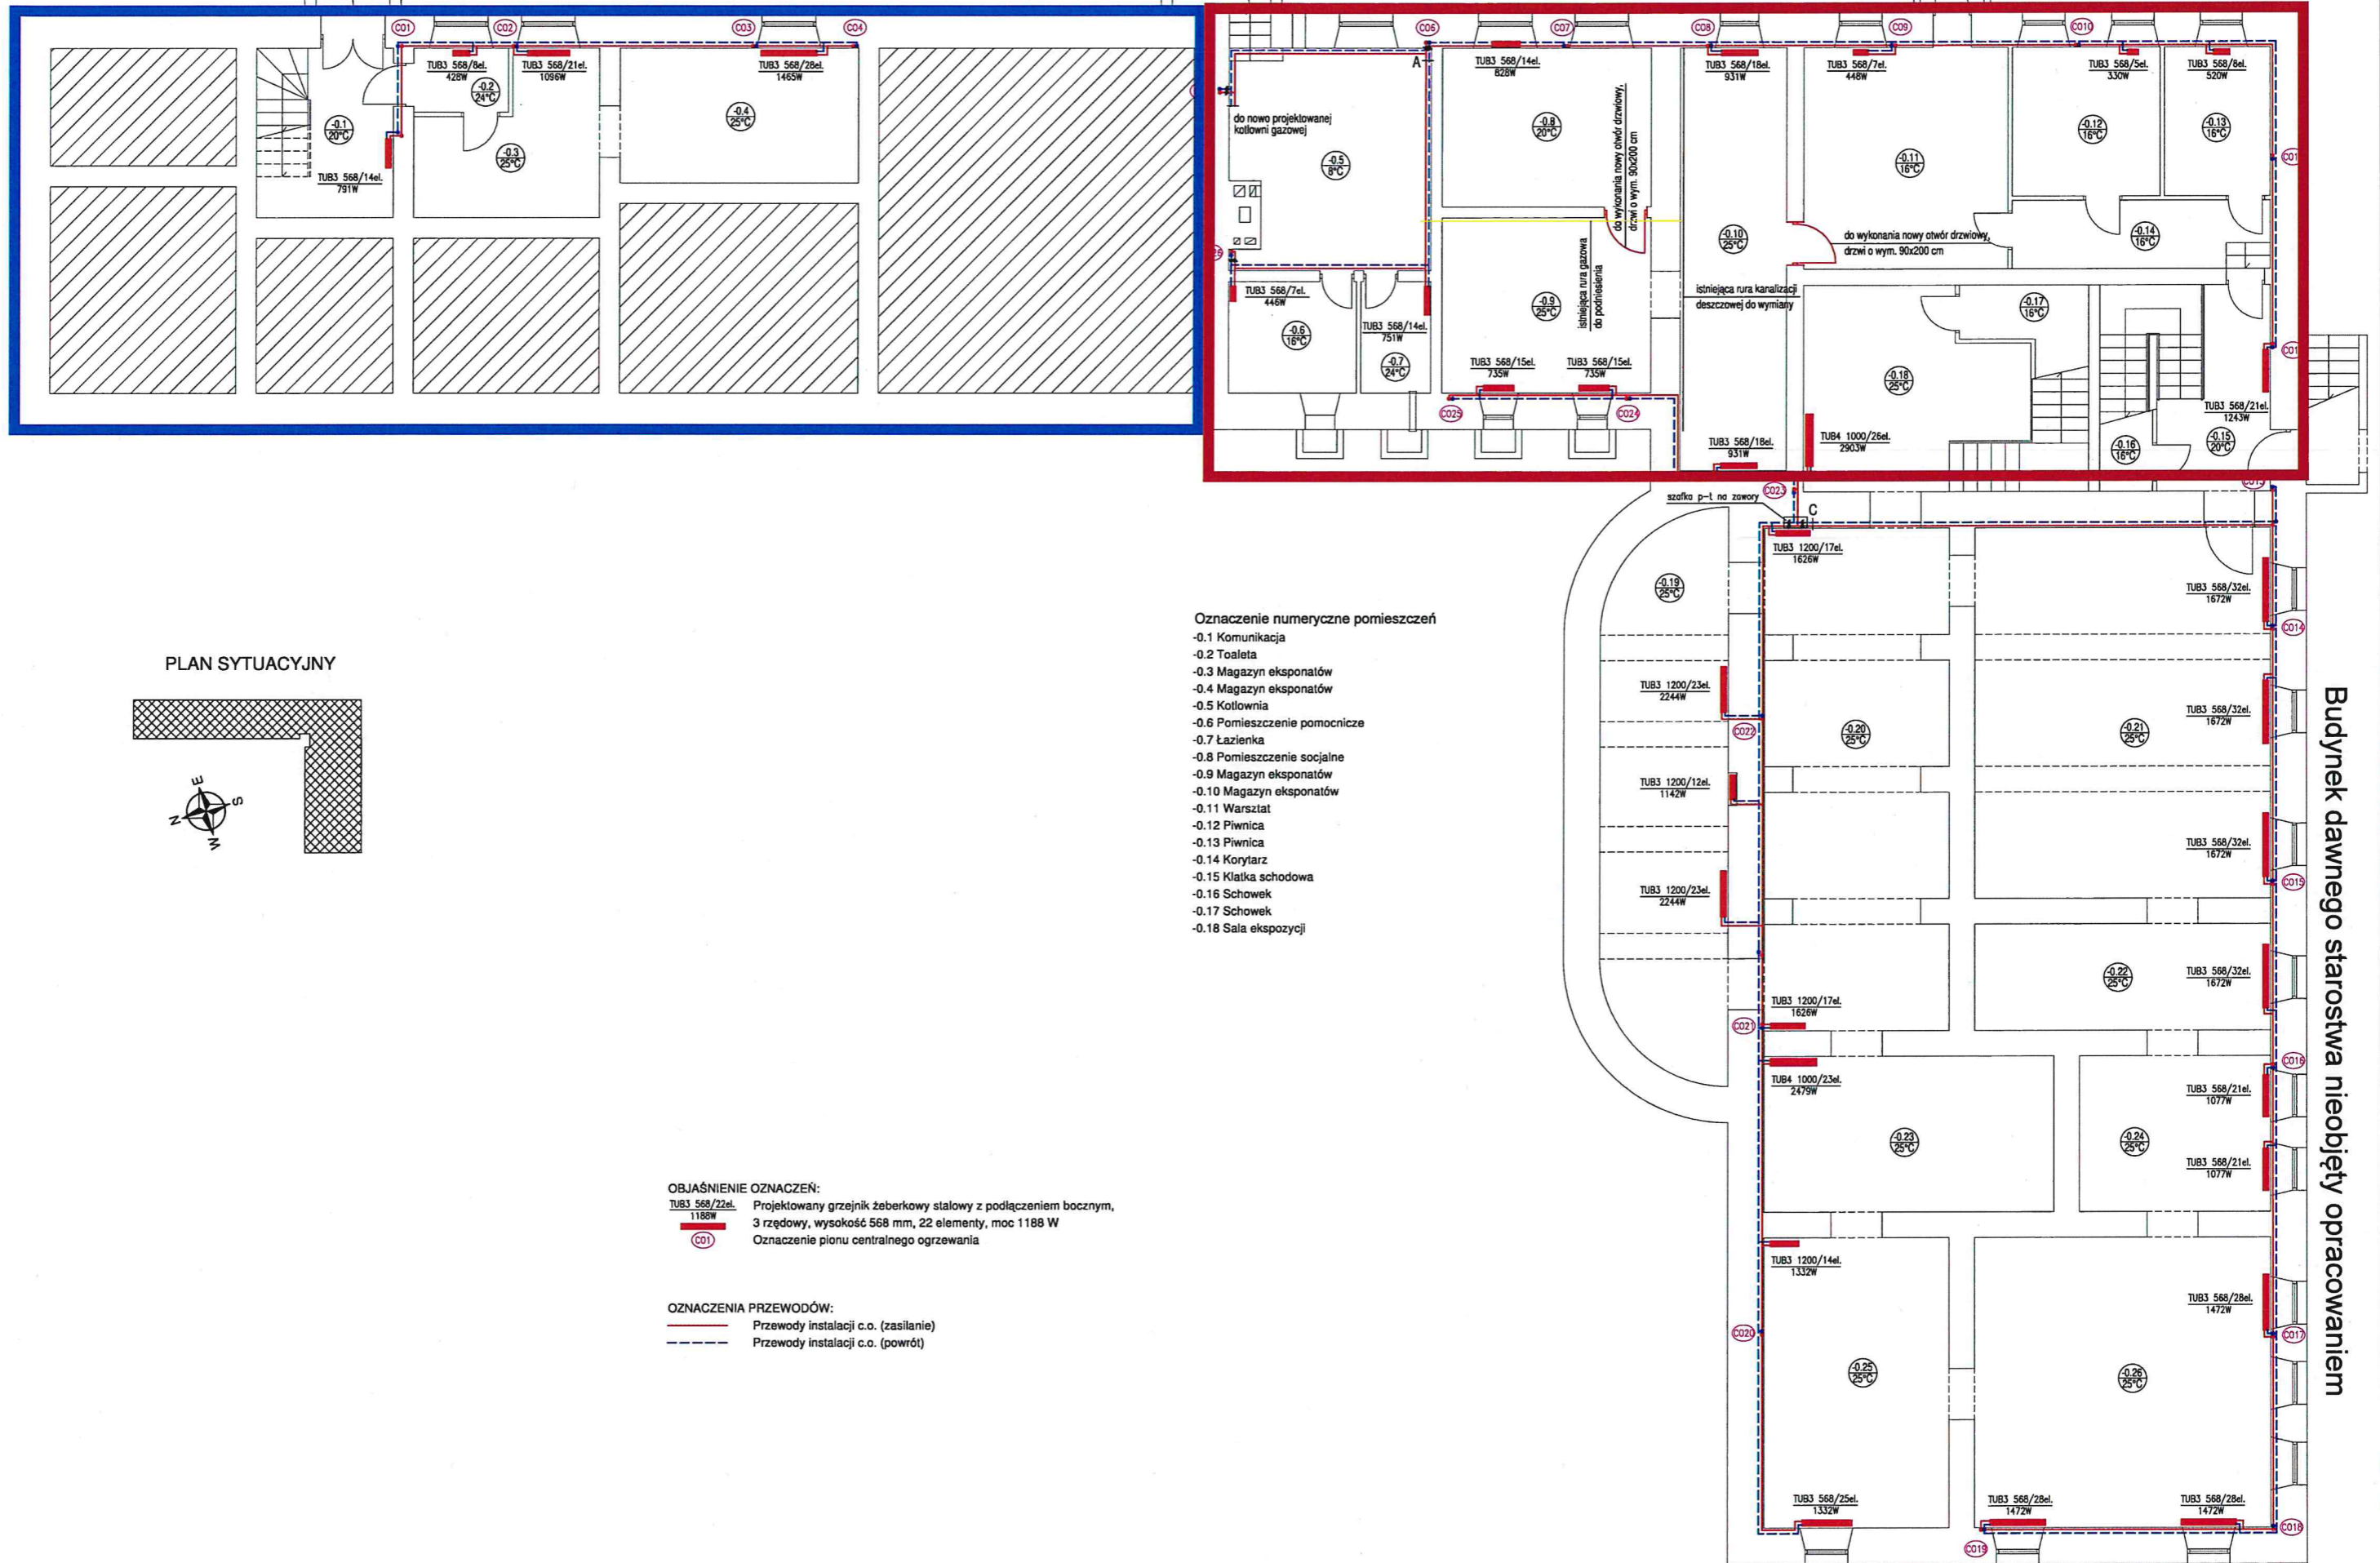 C01
C02
C03
C04
TUB3 568/8el.
428W
TUB3 568/21el.
1096W
TUB3 568/28el.
1465W
-0.1
20°C
-0.2
24°C
-0.3
25°C
-0.4
25°C
TUB3 568/14el.
791W
C06
C07
C08
C09
C010
A
TUB3 568/14el.
828W
TUB3 568/18el.
931W
TUB3 568/7el.
448W
TUB3 568/5el.
330W
TUB3 568/8el.
520W
do nowo projektowanej
kotłowni gazowej
-0.5
8°C
-0.8
20°C
do wykonania nowy otwór drzwiowy,
drzwi o wym. 90x200 cm
-0.11
16°C
-0.12
16°C
-0.13
16°C
C01
-0.10
25°C
do wykonania nowy otwór drzwiowy,
drzwi o wym. 90x200 cm
-0.14
16°C
TUB3 568/7el.
446W
-0.6
16°C
TUB3 568/14el.
751W
-0.7
24°C
-0.9
25°C
istniejąca rura gazowa
do podniesienia
istniejąca rura kanalizacji
deszczowej do wymiany
-0.17
16°C
-0.18
25°C
C01
TUB3 568/15el.
735W
TUB3 568/15el.
735W
C025
C024
TUB3 568/18el.
931W
TUB4 1000/26el.
2903W
-0.16
16°C
TUB3 568/21el.
1243W
-0.15
20°C
szafka p-t na zawory
C023
C
TUB3 1200/17el.
1626W
TUB3 568/32el.
1672W
C014
-0.19
25°C
TUB3 1200/23el.
2244W
C022
TUB3 568/32el.
1672W
-0.20
25°C
-0.21
25°C
TUB3 1200/12el.
1142W
TUB3 568/32el.
1672W
C015
TUB3 1200/23el.
2244W
TUB3 568/32el.
1672W
-0.22
25°C
TUB3 1200/17el.
1626W
C021
C016
TUB4 1000/23el.
2479W
TUB3 568/21el.
1077W
-0.23
25°C
-0.24
25°C
TUB3 568/21el.
1077W
TUB3 1200/14el.
1332W
TUB3 568/28el.
1472W
C020
C017
-0.25
25°C
-0.26
25°C
TUB3 568/25el.
1332W
TUB3 568/28el.
1472W
TUB3 568/28el.
1472W
C019
C018
Budynek dawnego starostwa nieobjęty opracowaniem
PLAN SYTUACYJNY
E
S
N
W
Oznaczenie numeryczne pomieszczeń
-0.1 Komunikacja
-0.2 Toaleta
-0.3 Magazyn eksponatów
-0.4 Magazyn eksponatów
-0.5 Kotłownia
-0.6 Pomieszczenie pomocnicze
-0.7 Łazienka
-0.8 Pomieszczenie socjalne
-0.9 Magazyn eksponatów
-0.10 Magazyn eksponatów
-0.11 Warsztat
-0.12 Piwnica
-0.13 Piwnica
-0.14 Korytarz
-0.15 Klatka schodowa
-0.16 Schowek
-0.17 Schowek
-0.18 Sala ekspozycji
OBJAŚNIENIE OZNACZEŃ:
TUB3 568/22el.
1188W
Projektowany grzejnik żeberkowy stalowy z podłączeniem bocznym,
3 rzędowy, wysokość 568 mm, 22 elementy, moc 1188 W
C01
Oznaczenie pionu centralnego ogrzewania
OZNACZENIA PRZEWODÓW:
Przewody instalacji c.o. (zasilanie)
Przewody instalacji c.o. (powrót)